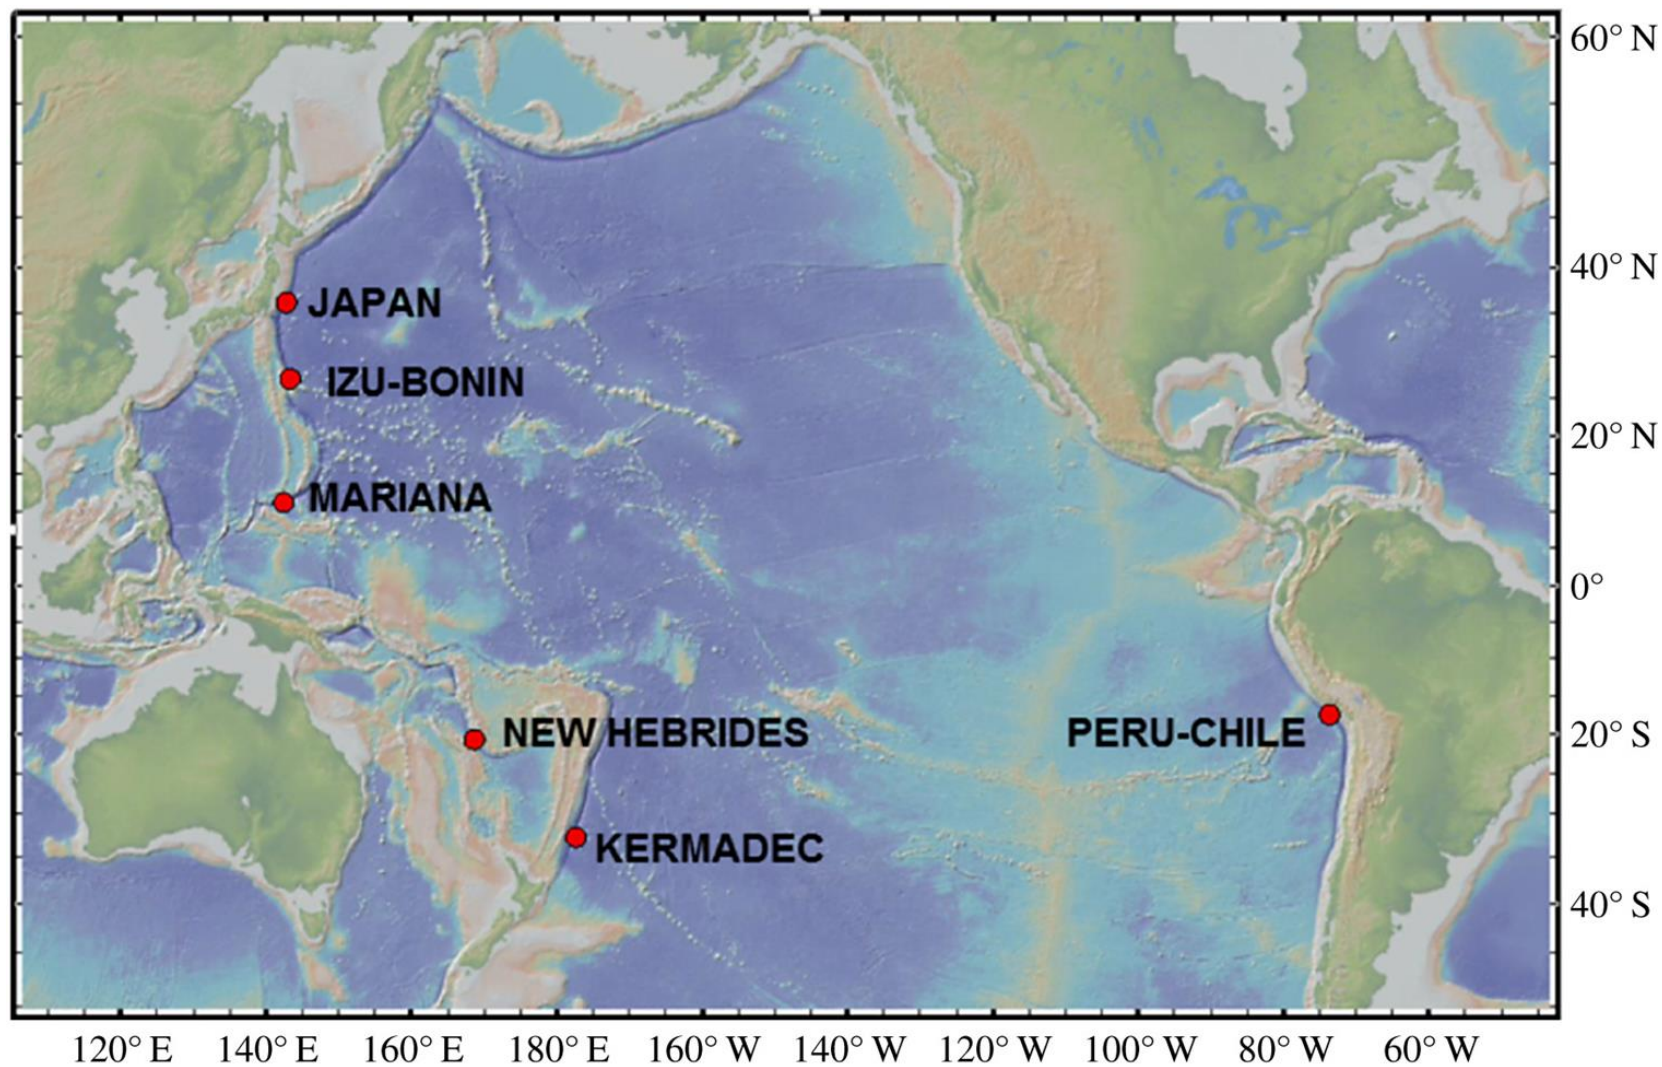 60° N
40° N
JAPAN
IZU-BONIN
20° N
MARIANA
0°
NEW HEBRIDES
PERU-CHILE
20° S
KERMADEC
40° S
120° E 140° E 160° E 180° E 160° W 140° W 120° W 100° W 80° W 60° W